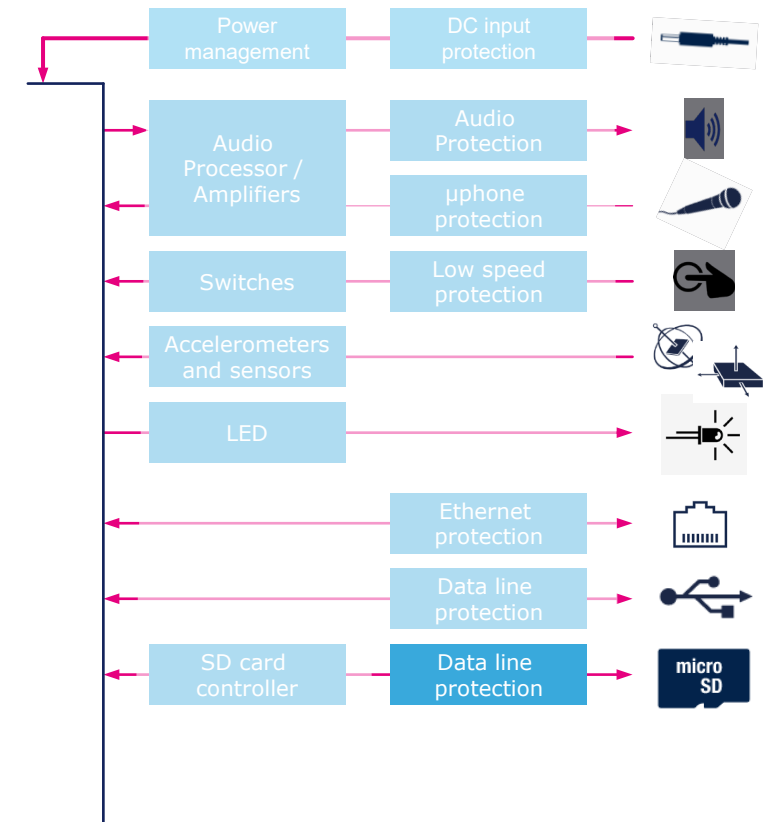 Power
management
DC input
protection
Audio
Processor /
Amplifiers
Audio
Protection
µphone
protection
Switches
Low speed
protection
Accelerometers
and sensors
LED
Ethernet
protection
Data line
protection
SD card
controller
Data line
protection
micro
SD